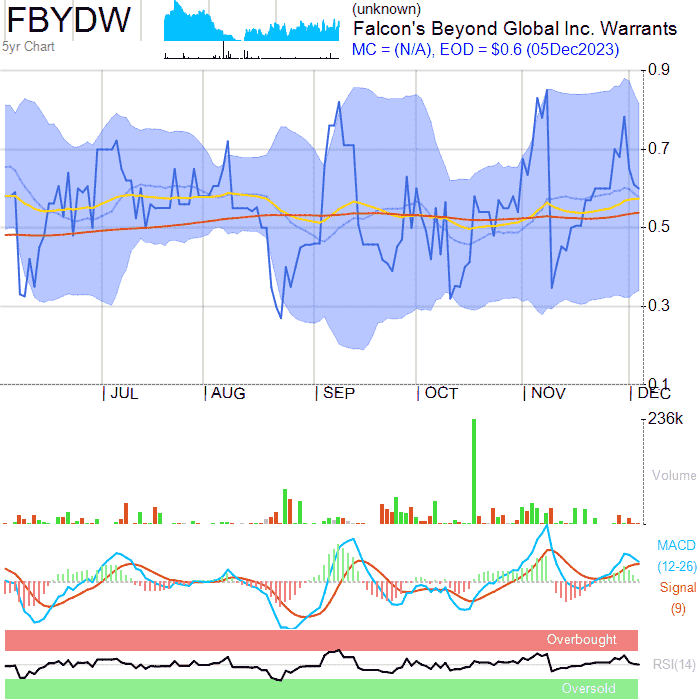 FBYDW
5yr Chart
(unknown)
Falcon's Beyond Global Inc. Warrants
MC = (N/A), EOD = $0.6 (05Dec2023)
0.9
0.7
0.5
0.3
0.1
JUL
AUG
SEP
OCT
NOV
DEC
236k
Volume
MACD
(12-26)
Signal
(9)
Overbought
RSI(14)
Oversold